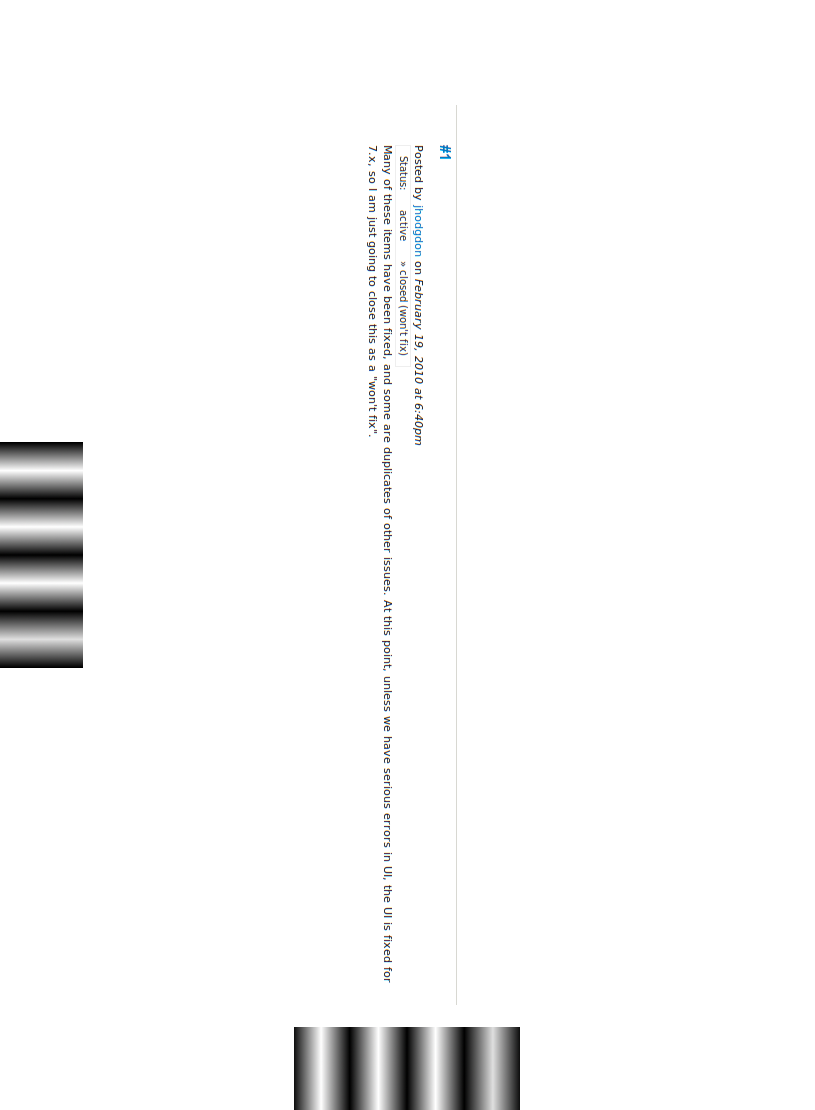 #1
Posted by jhodgdon on February 19, 2010 at 6:40pm
Status: active » closed (won't fix)
Many of these items have been fixed, and some are duplicates of other issues. At this point, unless we have serious errors in UI, the UI is fixed for
7.x, so I am just going to close this as a "won't fix".